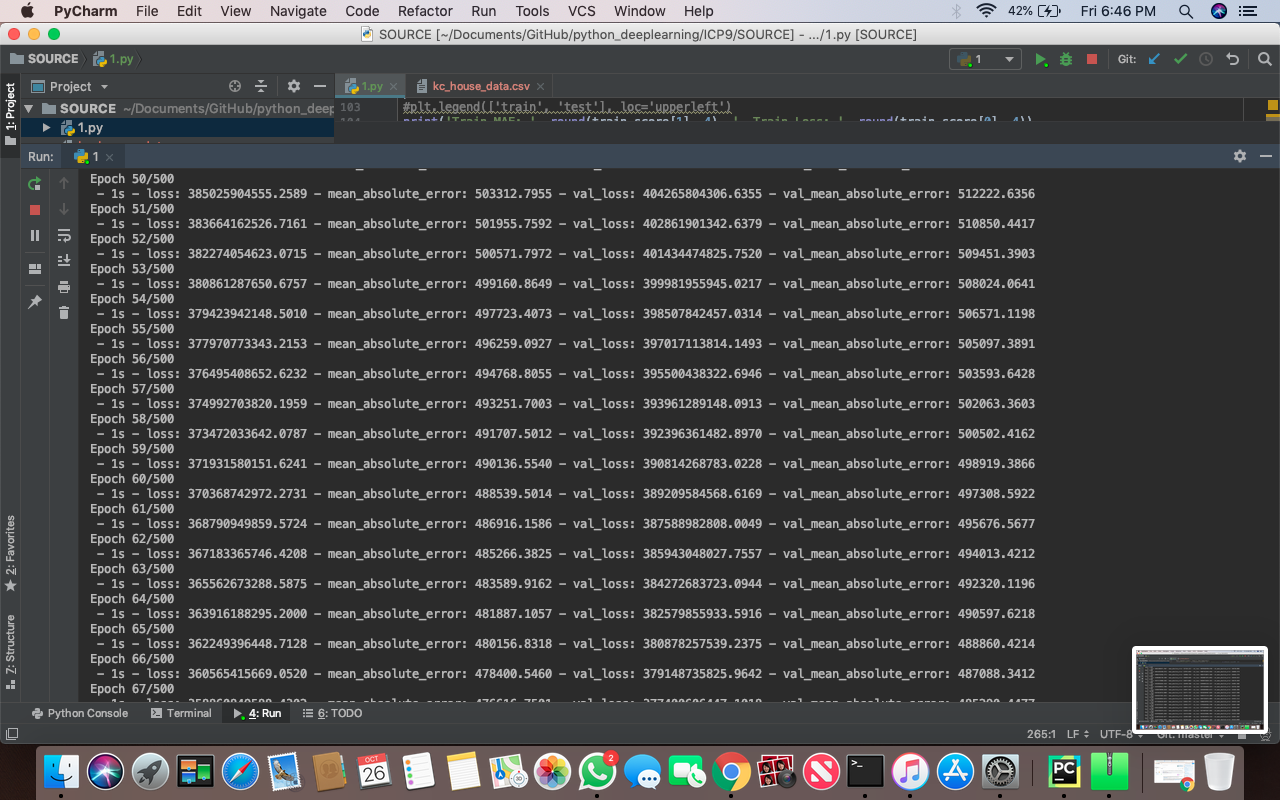 PyCharm File Edit View Navigate Code Refactor Run Tools VCS Window Help 42% Fri 6:46 PM
SOURCE [~/Documents/GitHub/python_deeplearning/ICP9/SOURCE] - .../1.py [SOURCE]
SOURCE 1.py 1 Git:
1: Project
Project 1.py kc_house_data.csv
SOURCE ~/Documents/GitHub/python_deep
103 #plt.legend(['train', 'test'], loc='upperleft')
1.py
Run: 1
Epoch 50/500
- 1s - loss: 385025904555.2589 - mean_absolute_error: 503312.7955 - val_loss: 404265804306.6355 - val_mean_absolute_error: 512222.6356
Epoch 51/500
- 1s - loss: 383664162526.7161 - mean_absolute_error: 501955.7592 - val_loss: 402861901342.6379 - val_mean_absolute_error: 510850.4417
Epoch 52/500
- 1s - loss: 382274054623.0715 - mean_absolute_error: 500571.7972 - val_loss: 401434474825.7520 - val_mean_absolute_error: 509451.3903
Epoch 53/500
- 1s - loss: 380861287650.6757 - mean_absolute_error: 499160.8649 - val_loss: 399981955945.0217 - val_mean_absolute_error: 508024.0641
Epoch 54/500
- 1s - loss: 379423942148.5010 - mean_absolute_error: 497723.4073 - val_loss: 398507842457.0314 - val_mean_absolute_error: 506571.1198
Epoch 55/500
- 1s - loss: 377970773343.2153 - mean_absolute_error: 496259.0927 - val_loss: 397017113814.1493 - val_mean_absolute_error: 505097.3891
Epoch 56/500
- 1s - loss: 376495408652.6232 - mean_absolute_error: 494768.8055 - val_loss: 395500438322.6946 - val_mean_absolute_error: 503593.6428
Epoch 57/500
- 1s - loss: 374992703820.1959 - mean_absolute_error: 493251.7003 - val_loss: 393961289148.0913 - val_mean_absolute_error: 502063.3603
Epoch 58/500
- 1s - loss: 373472033642.0787 - mean_absolute_error: 491707.5012 - val_loss: 392396361482.8970 - val_mean_absolute_error: 500502.4162
Epoch 59/500
- 1s - loss: 371931580151.6241 - mean_absolute_error: 490136.5540 - val_loss: 390814268783.0228 - val_mean_absolute_error: 498919.3866
Epoch 60/500
- 1s - loss: 370368742972.2731 - mean_absolute_error: 488539.5014 - val_loss: 389209584568.6169 - val_mean_absolute_error: 497308.5922
Epoch 61/500
- 1s - loss: 368790949859.5724 - mean_absolute_error: 486916.1586 - val_loss: 387588982808.0049 - val_mean_absolute_error: 495676.5677
Epoch 62/500
- 1s - loss: 367183365746.4208 - mean_absolute_error: 485266.3825 - val_loss: 385943048027.7557 - val_mean_absolute_error: 494013.4212
Epoch 63/500
- 1s - loss: 365562673288.5875 - mean_absolute_error: 483589.9162 - val_loss: 384272683723.0944 - val_mean_absolute_error: 492320.1196
Epoch 64/500
- 1s - loss: 363916188295.2000 - mean_absolute_error: 481887.1057 - val_loss: 382579855933.5916 - val_mean_absolute_error: 490597.6218
Epoch 65/500
- 1s - loss: 362249396448.7128 - mean_absolute_error: 480156.8318 - val_loss: 380878257539.2375 - val_mean_absolute_error: 488860.4214
Epoch 66/500
- 1s - loss: 360565415669.0520 - mean_absolute_error: 478400.5460 - val_loss: 379148735825.9642 - val_mean_absolute_error: 487088.3412
Epoch 67/500
2: Favorites
Z: Structure
Python Console Terminal 4: Run 6: TODO
265:1 LF UTF-8 Git: master
OCT
26
2
PC